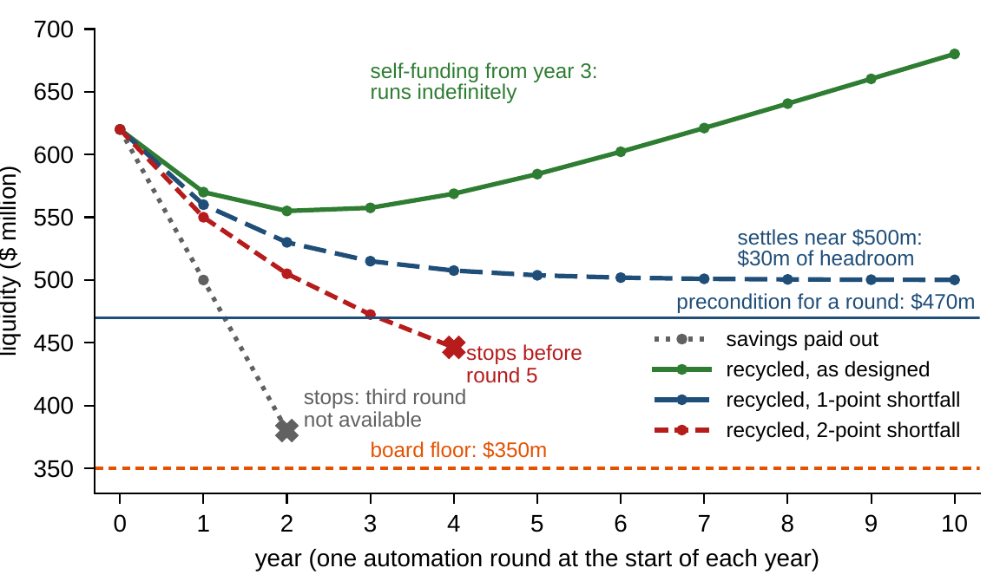 700
650
600
550
500
450
400
350
liquidity ($ million)
self-funding from year 3:
runs indefinitely
settles near $500m:
$30m of headroom
precondition for a round: $470m
savings paid out
recycled, as designed
recycled, 1-point shortfall
recycled, 2-point shortfall
stops before
round 5
stops: third round
not available
board floor: $350m
0 1 2 3 4 5 6 7 8 9 10
year (one automation round at the start of each year)